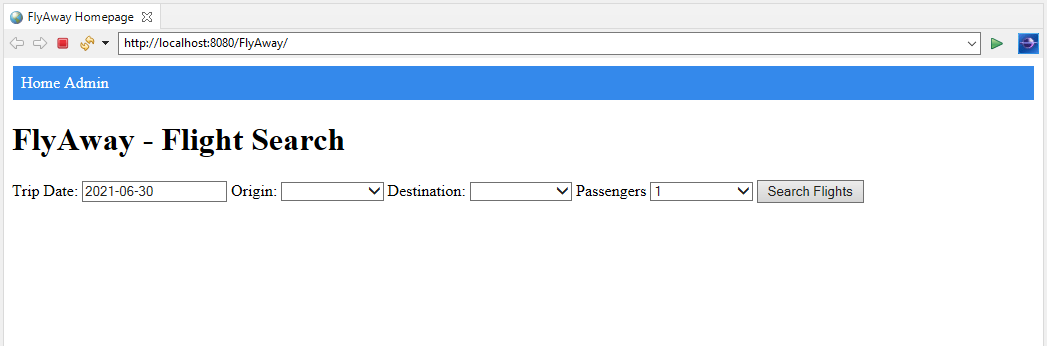 FlyAway Homepage
http://localhost:8080/FlyAway/
Home Admin
FlyAway - Flight Search
Trip Date: 2021-06-30 Origin: Destination: Passengers 1 Search Flights